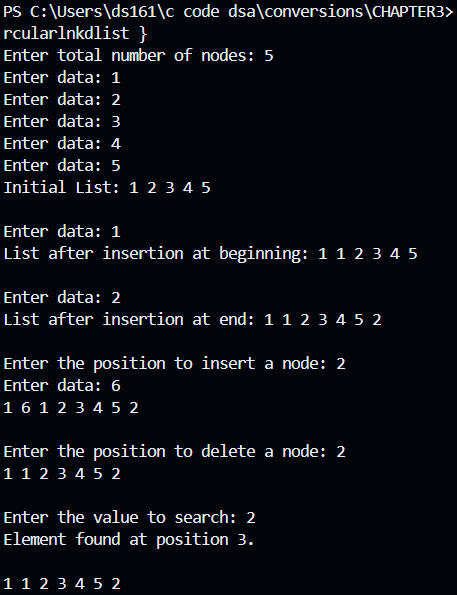 PS C:\Users\ds161\c code dsa\conversions\CHAPTER3>
rcularlnkdlist }
Enter total number of nodes: 5
Enter data: 1
Enter data: 2
Enter data: 3
Enter data: 4
Enter data: 5
Initial List: 1 2 3 4 5
Enter data: 1
List after insertion at beginning: 1 1 2 3 4 5
Enter data: 2
List after insertion at end: 1 1 2 3 4 5 2
Enter the position to insert a node: 2
Enter data: 6
1 6 1 2 3 4 5 2
Enter the position to delete a node: 2
1 1 2 3 4 5 2
Enter the value to search: 2
Element found at position 3.
1 1 2 3 4 5 2